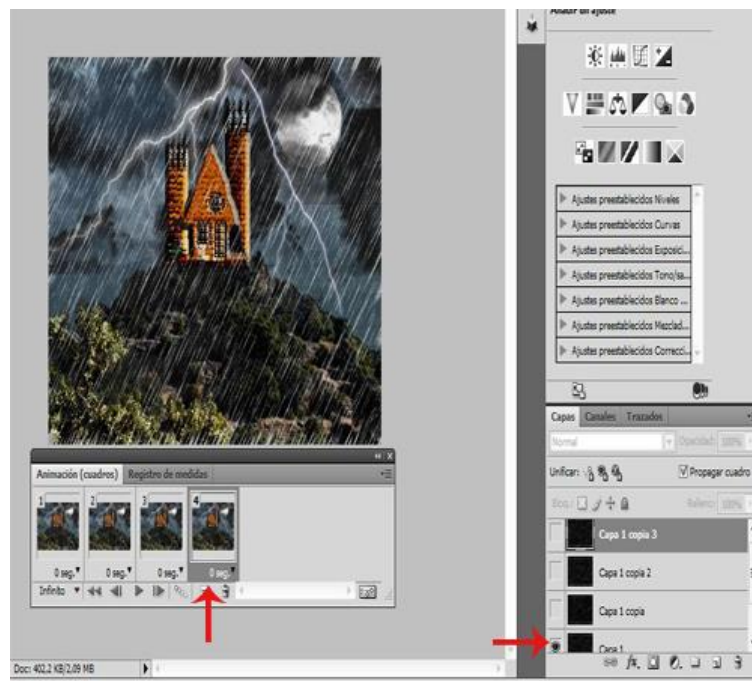 Añadir un ajuste
Ajustes preestablecidos Niveles
Ajustes preestablecidos Curvas
Ajustes preestablecidos Exposici...
Ajustes preestablecidos Tono/sa...
Ajustes preestablecidos Blanco ...
Ajustes preestablecidos Mezclad...
Ajustes preestablecidos Correcci...
Capas Canales Trazados
Normal Opacidad: 100%
Unificar: Propagar cuadro
Bloq.: Relleno: 100%
Capa 1 copia 3
Capa 1 copia 2
Capa 1 copia
Capa 1
Animación (cuadros) Registro de medidas
1 2 3 4
0 seg. 0 seg. 0 seg. 0 seg.
Infinito
Doc: 402,2 KB/2,09 MB